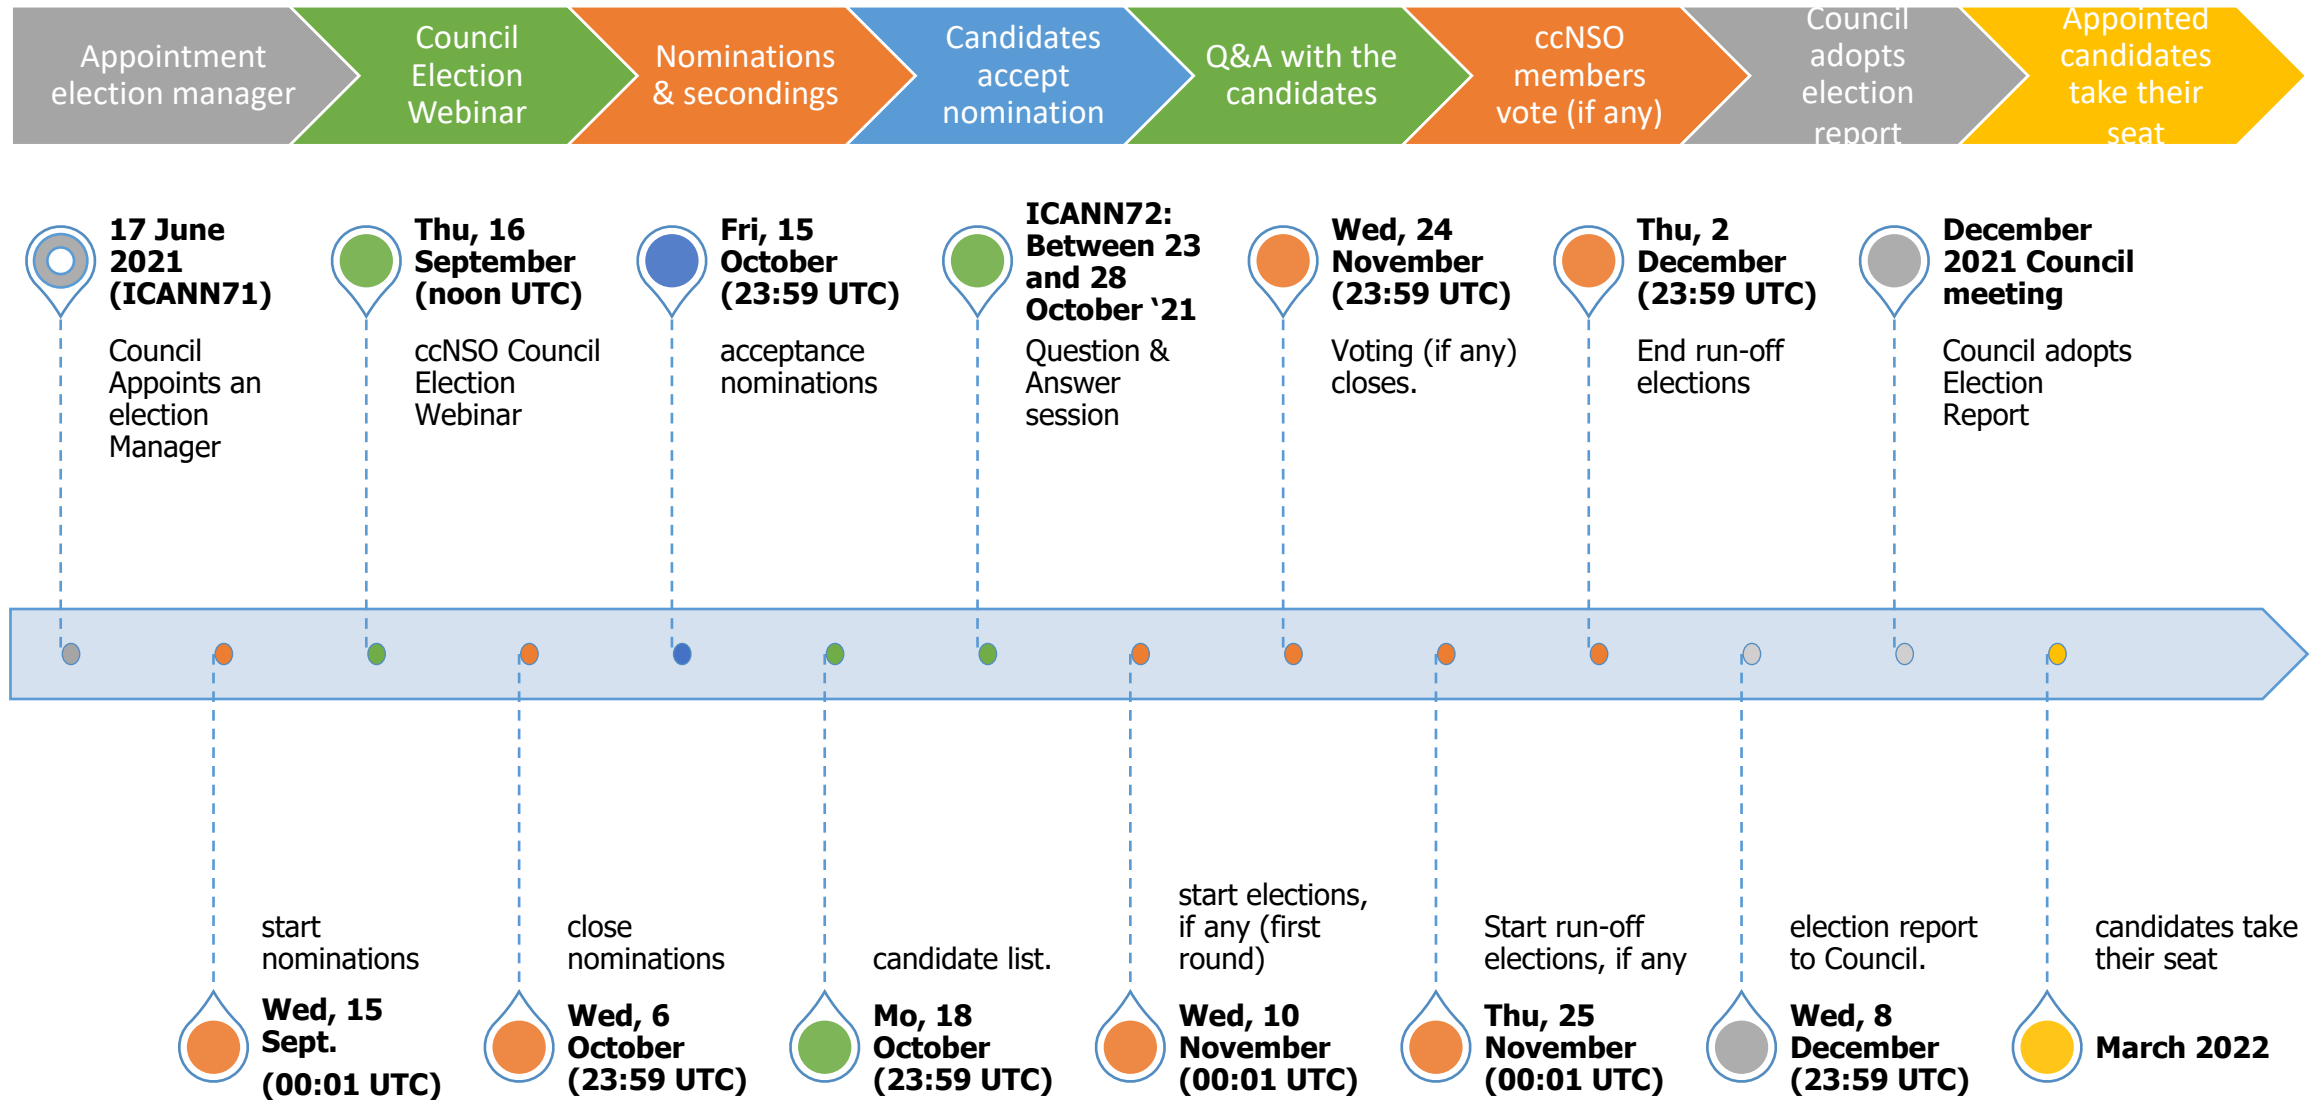 Appointment
election manager
Council
Election
Webinar
Nominations
& secondings
Candidates
accept
nomination
Q&A with the
candidates
ccNSO
members
vote (if any)
Council
adopts
election
report
Appointed
candidates
take their
seat
17 June
2021
(ICANN71)
Council
Appoints an
election
Manager
Thu, 16
September
(noon UTC)
ccNSO Council
Election
Webinar
Fri, 15
October
(23:59 UTC)
acceptance
nominations
ICANN72:
Between 23
and 28
October ‘21
Question &
Answer
session
Wed, 24
November
(23:59 UTC)
Voting (if any)
closes.
Thu, 2
December
(23:59 UTC)
End run-off
elections
December
2021 Council
meeting
Council adopts
Election
Report
start
nominations
Wed, 15
Sept.
(00:01 UTC)
close
nominations
Wed, 6
October
(23:59 UTC)
candidate list.
Mo, 18
October
(23:59 UTC)
start elections,
if any (first
round)
Wed, 10
November
(00:01 UTC)
Start run-off
elections, if any
Thu, 25
November
(00:01 UTC)
election report
to Council.
Wed, 8
December
(23:59 UTC)
candidates take
their seat
March 2022